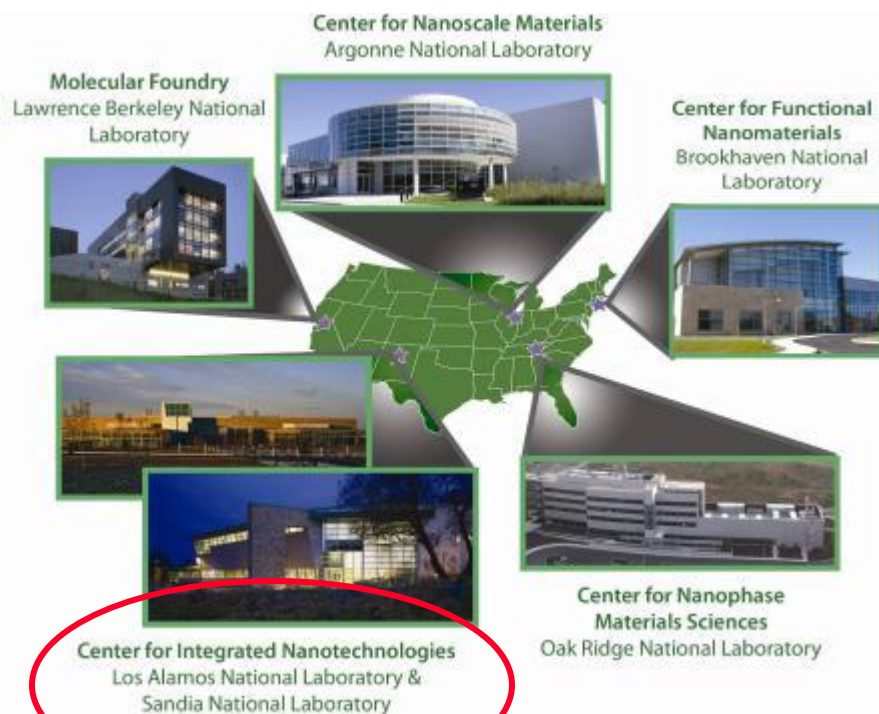 Center for Nanoscale Materials
Argonne National Laboratory
Molecular Foundry
Lawrence Berkeley National
Laboratory
Center for Functional
Nanomaterials
Brookhaven National
Laboratory
Center for Nanophase
Materials Sciences
Oak Ridge National Laboratory
Center for Integrated Nanotechnologies
Los Alamos National Laboratory &
Sandia National Laboratory